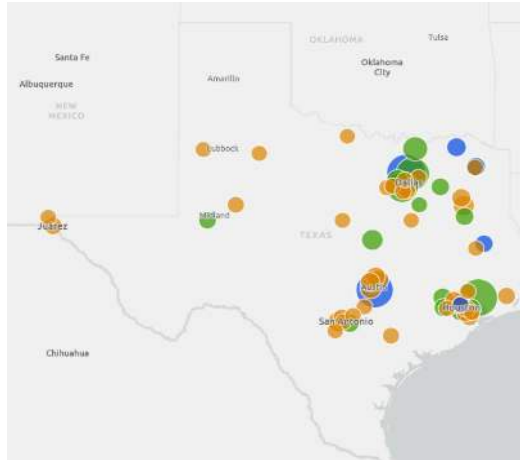 OKLAHOMA
Tulsa
Santa Fe
Oklahoma
City
Amarillo
Albuquerque
NEW
MEXICO
Lubbock
Dallas
Midland
Juárez
TEXAS
Austin
Houston
San Antonio
Chihuahua